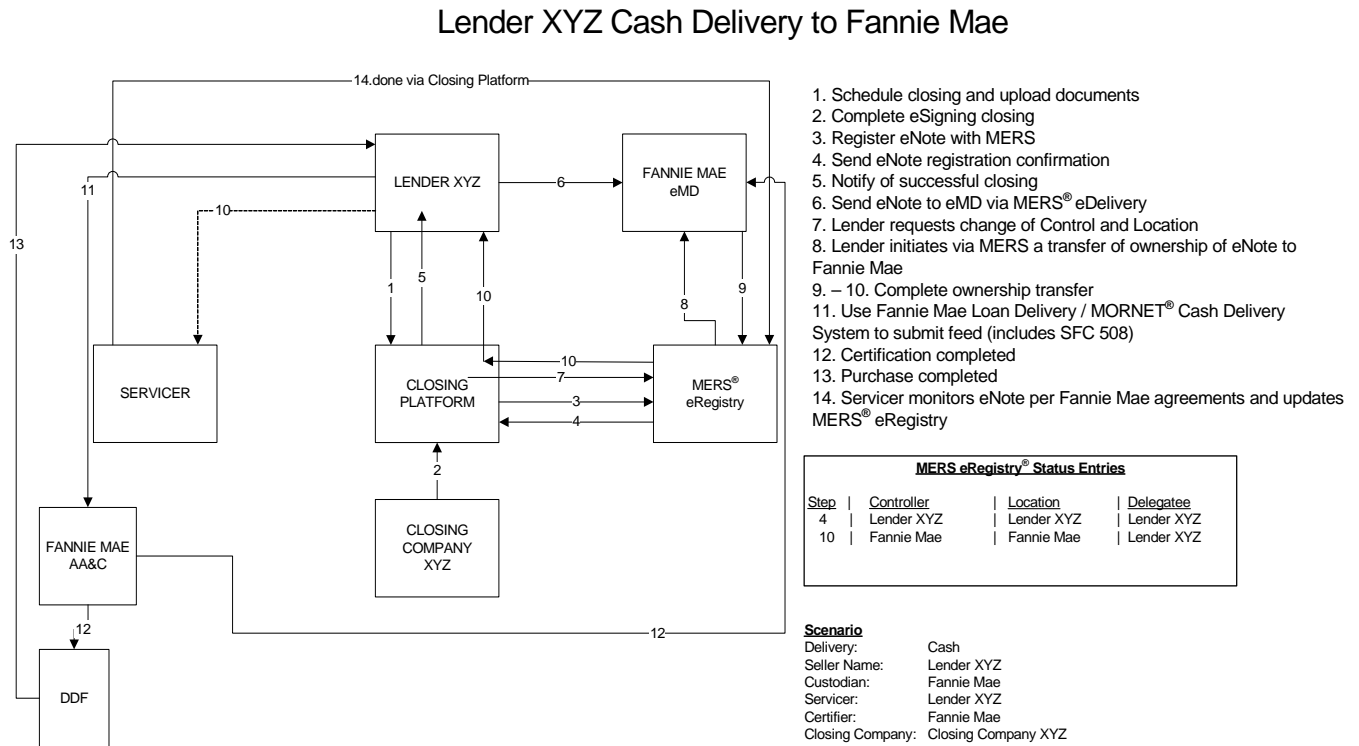 Lender XYZ Cash Delivery to Fannie Mae
14.done via Closing Platform
LENDER XYZ
FANNIE MAE
eMD
11
6
10
13
1
5
10
8
9
SERVICER
CLOSING
PLATFORM
MERS®
eRegistry
10
7
3
4
2
FANNIE MAE
AA&C
CLOSING
COMPANY
XYZ
12
12
DDF
1. Schedule closing and upload documents
2. Complete eSigning closing
3. Register eNote with MERS
4. Send eNote registration confirmation
5. Notify of successful closing
6. Send eNote to eMD via MERS® eDelivery
7. Lender requests change of Control and Location
8. Lender initiates via MERS a transfer of ownership of eNote to
Fannie Mae
9. – 10. Complete ownership transfer
11. Use Fannie Mae Loan Delivery / MORNET® Cash Delivery
System to submit feed (includes SFC 508)
12. Certification completed
13. Purchase completed
14. Servicer monitors eNote per Fannie Mae agreements and updates
MERS® eRegistry
MERS eRegistry® Status Entries
Step | Controller | Location | Delegatee
4 | Lender XYZ | Lender XYZ | Lender XYZ
10 | Fannie Mae | Fannie Mae | Lender XYZ
Scenario
Delivery: Cash
Seller Name: Lender XYZ
Custodian: Fannie Mae
Servicer: Lender XYZ
Certifier: Fannie Mae
Closing Company: Closing Company XYZ